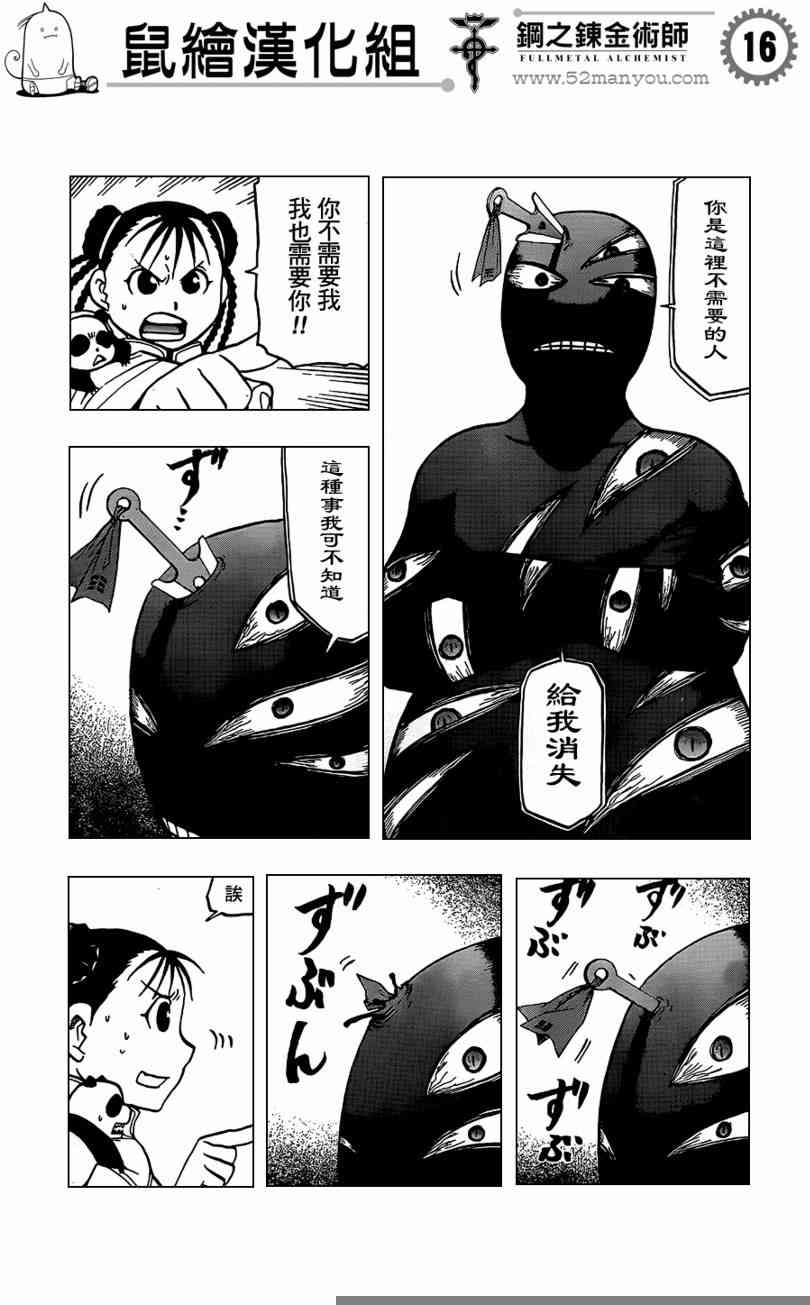 鼠繪漢化組
鋼之鍊金術師
FULLMETAL ALCHEMIST
www.52manyou.com
16
你是這裡不需要的人
給我消失
你不需要我
我也需要你!!
這種事我可不知道
ず…
ずぶ
ずぶ
ずぶ
ずぶん
誒